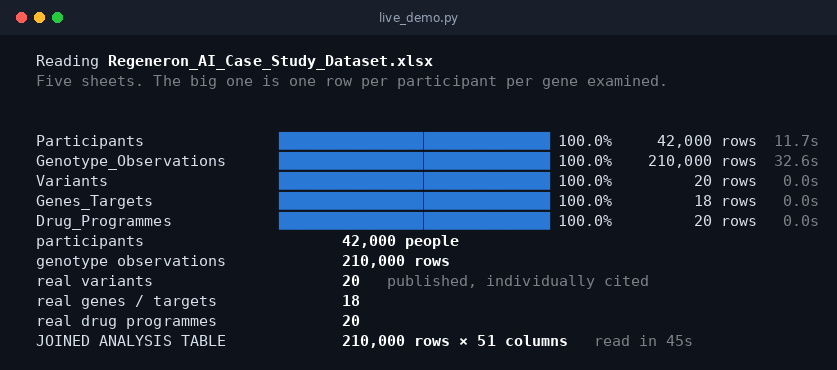 live_demo.py
Reading Regeneron_AI_Case_Study_Dataset.xlsx
Five sheets. The big one is one row per participant per gene examined.
Participants 100.0% 42,000 rows 11.7s
Genotype_Observations 100.0% 210,000 rows 32.6s
Variants 100.0% 20 rows 0.0s
Genes_Targets 100.0% 18 rows 0.0s
Drug_Programmes 100.0% 20 rows 0.0s
participants 42,000 people
genotype observations 210,000 rows
real variants 20 published, individually cited
real genes / targets 18
real drug programmes 20
JOINED ANALYSIS TABLE 210,000 rows × 51 columns read in 45s